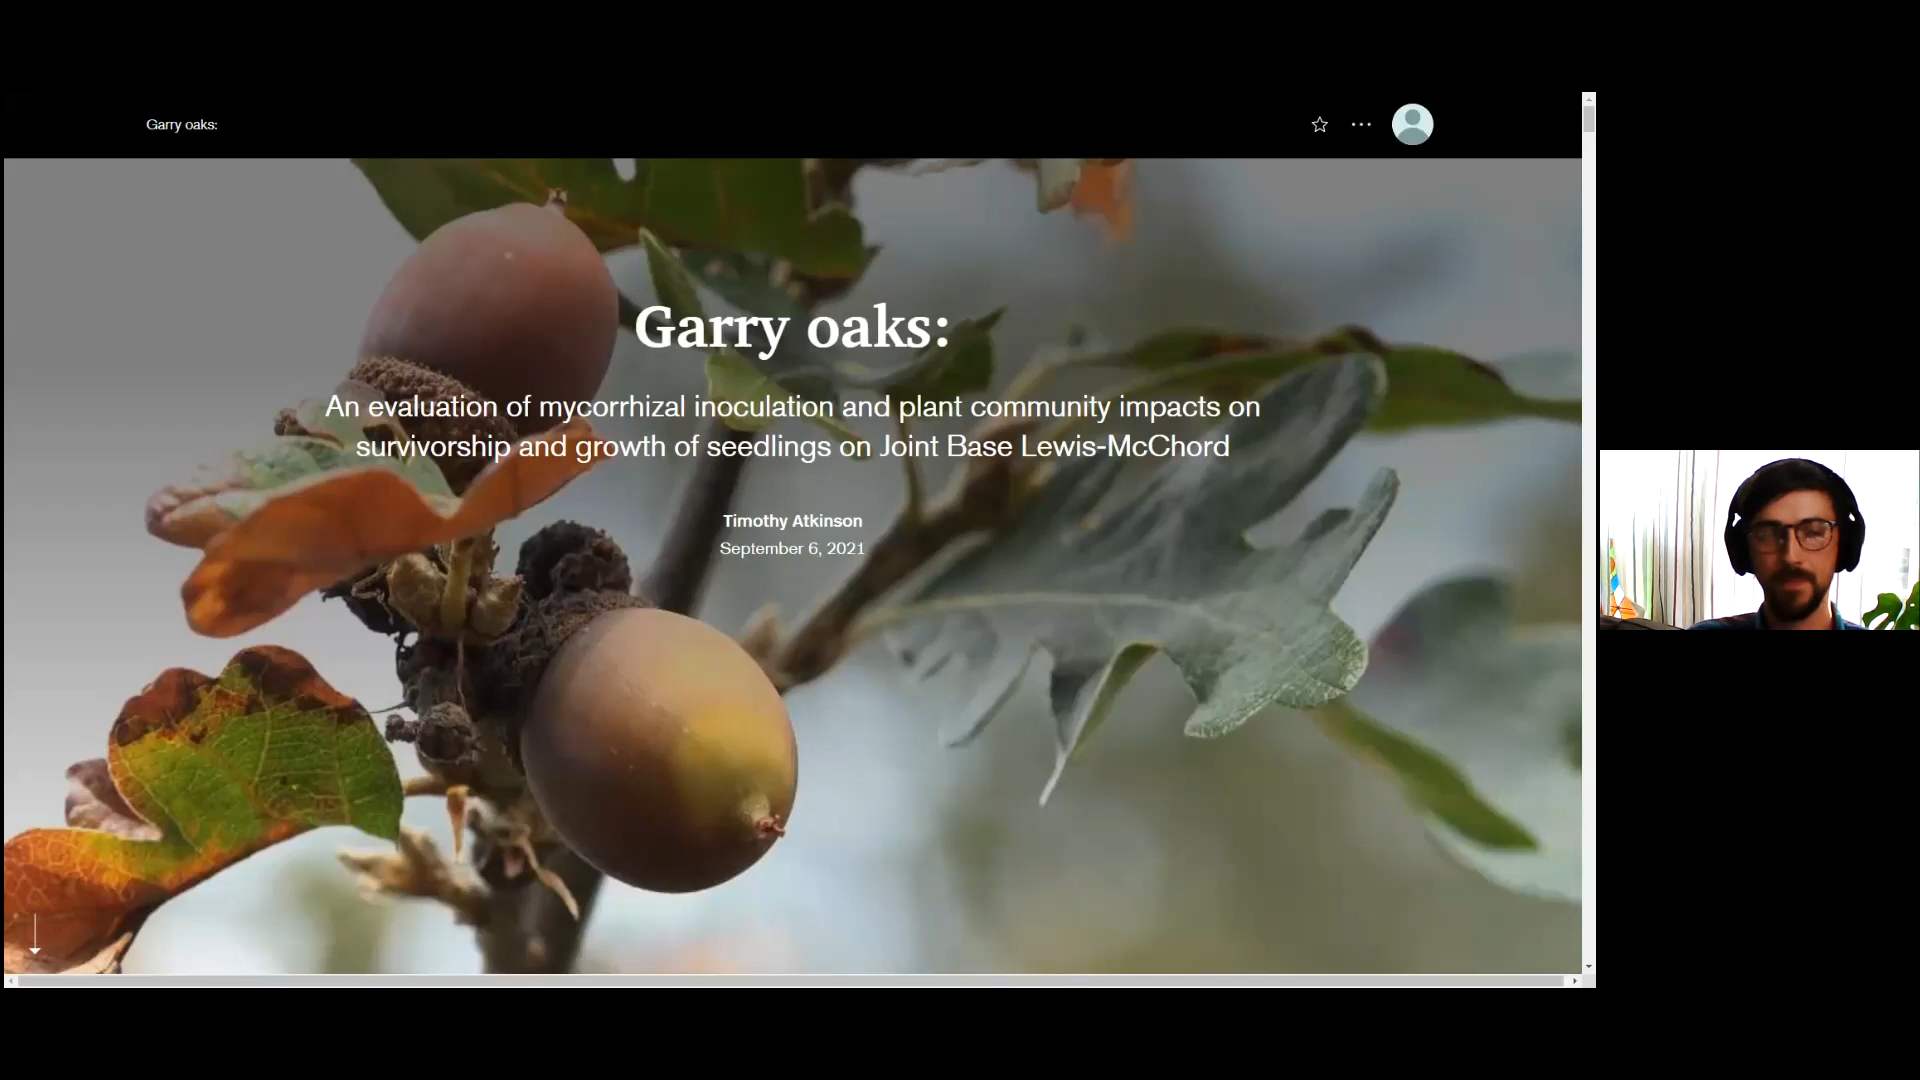 Garry oaks:
Garry oaks:
An evaluation of mycorrhizal inoculation and plant community impacts on
survivorship and growth of seedlings on Joint Base Lewis-McChord
Timothy Atkinson
September 6, 2021